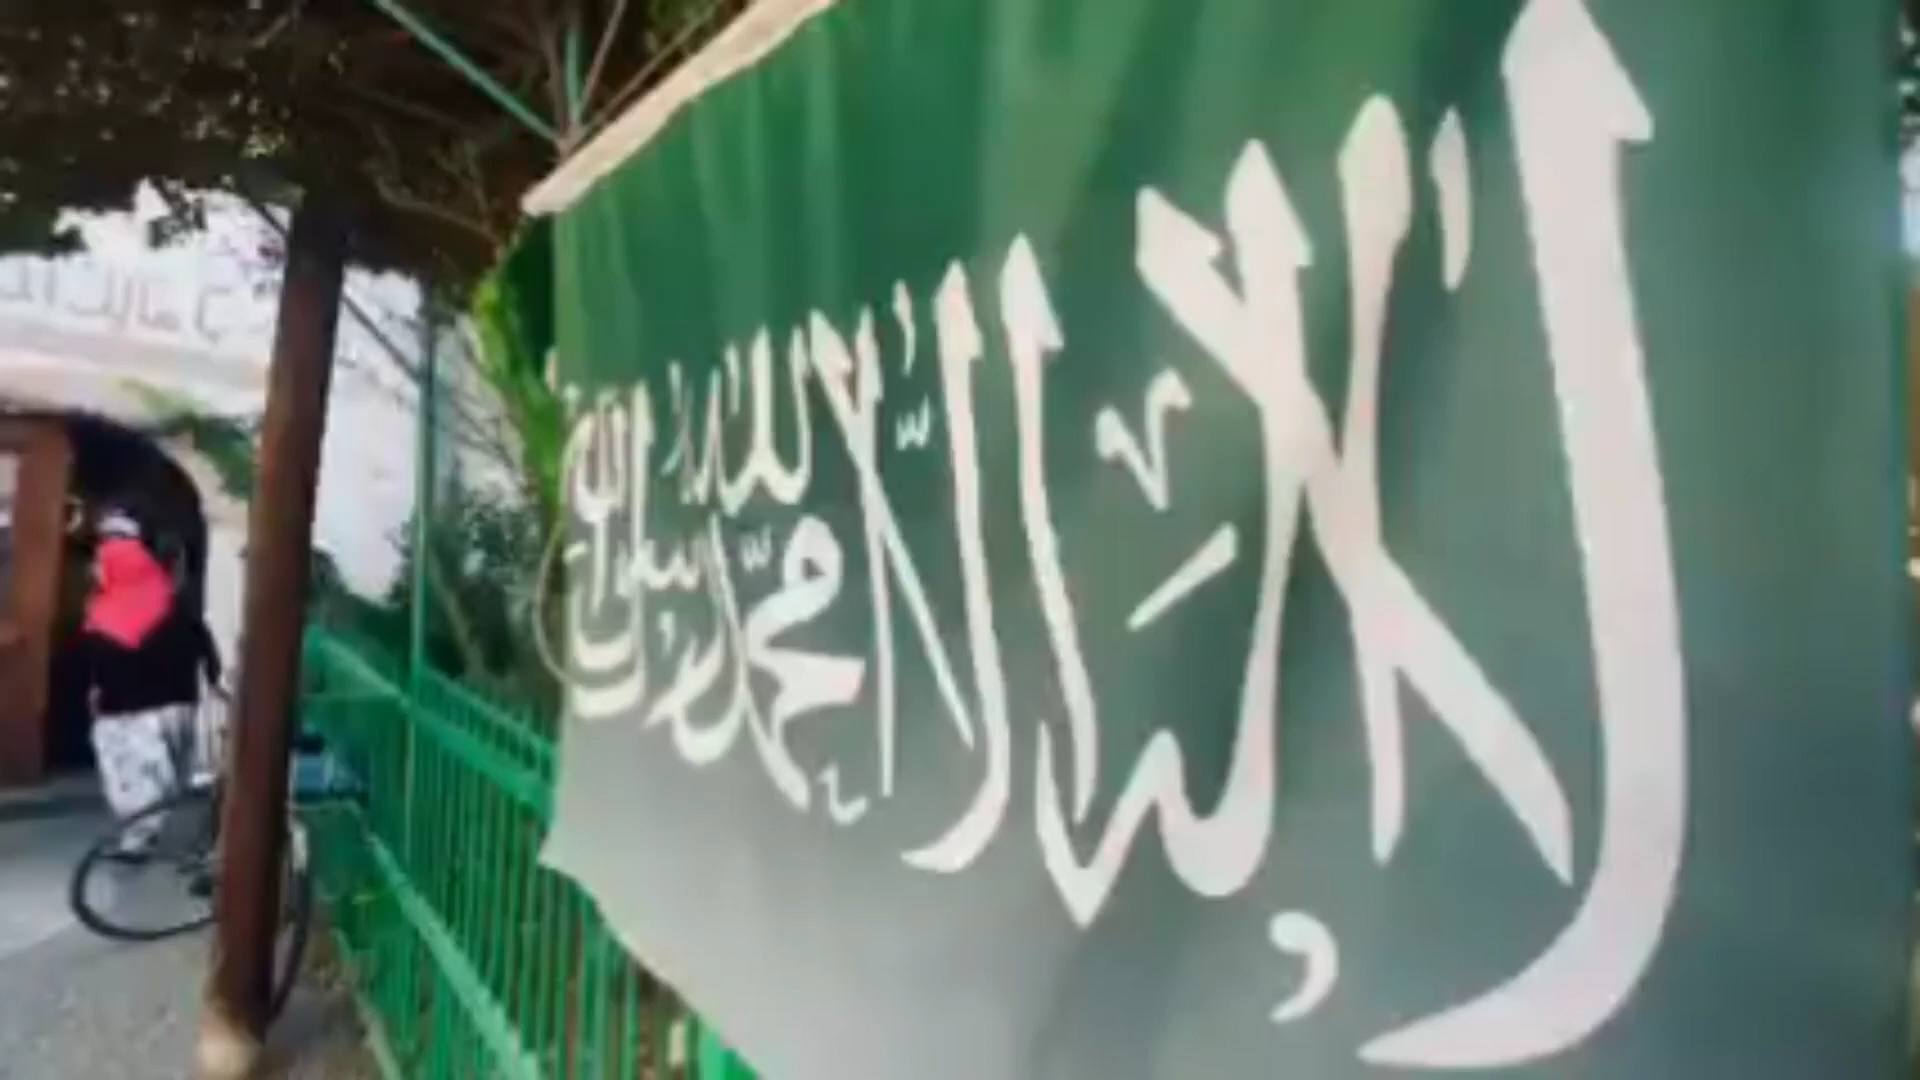 لا إله إلا الله محمد رسول الله